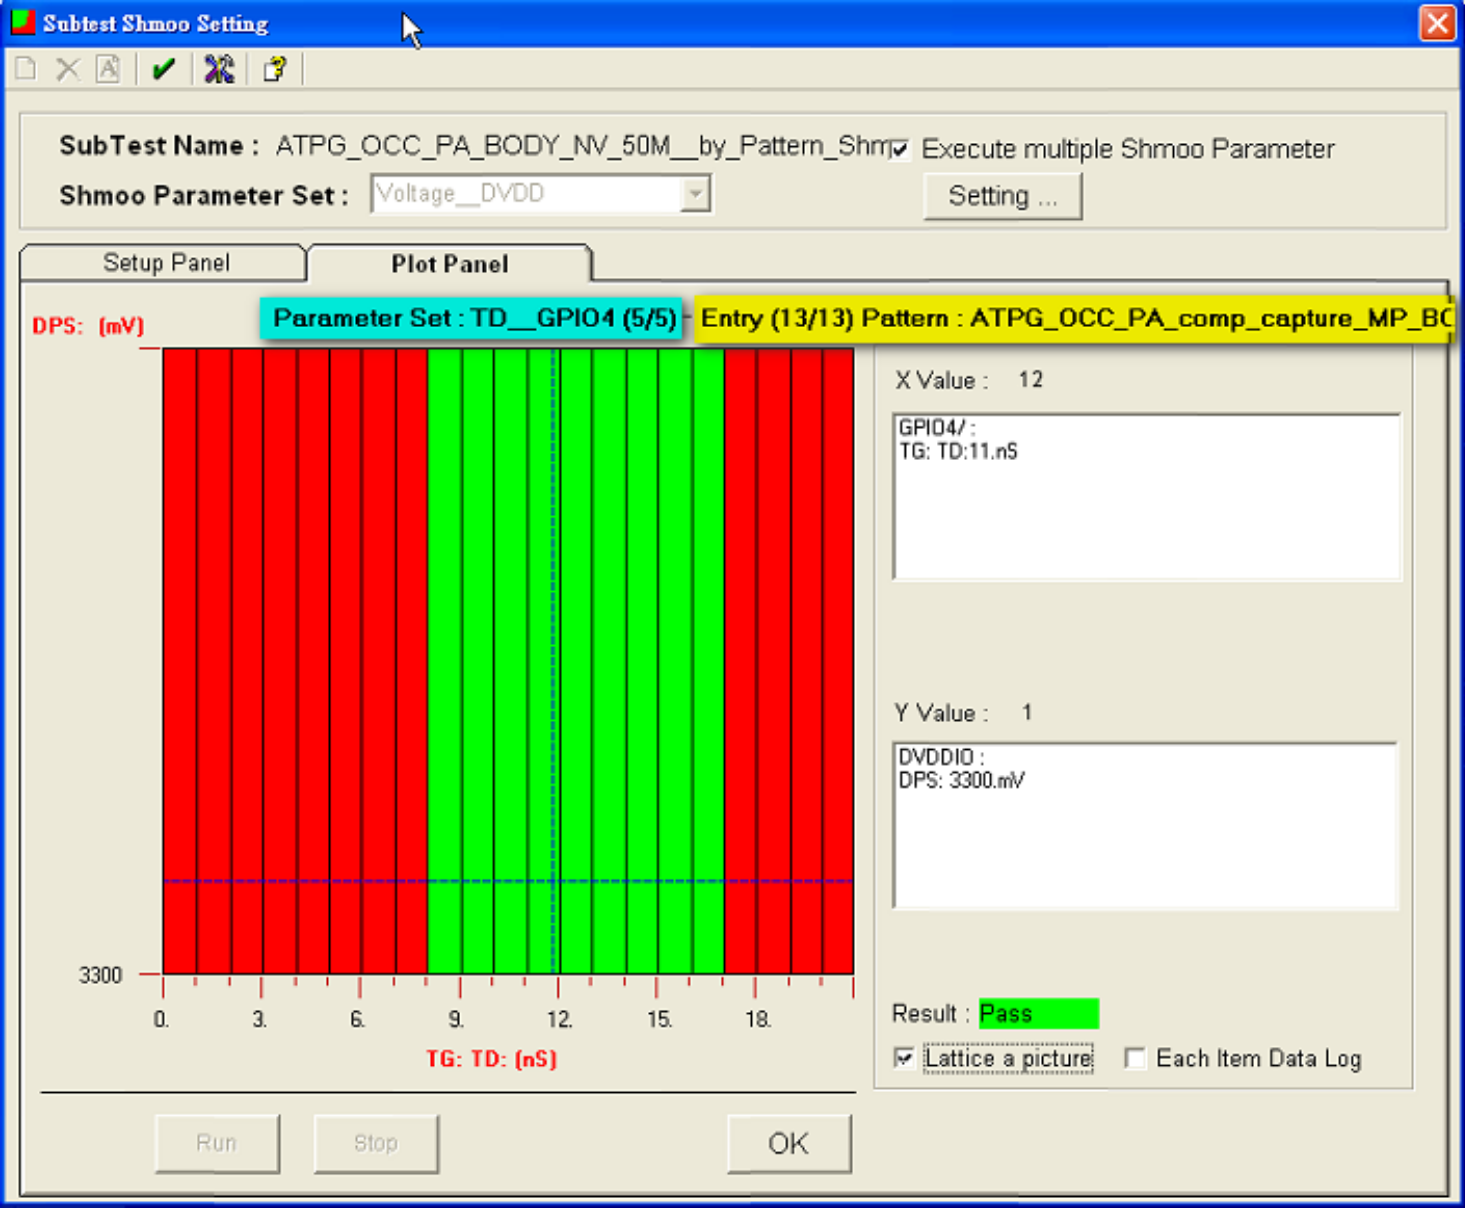 Subtest Shmoo Setting
SubTest Name : ATPG_OCC_PA_BODY_NV_50M__by_Pattern_Shm
Execute multiple Shmoo Parameter
Shmoo Parameter Set : Voltage__DVDD
Setting ...
Setup Panel
Plot Panel
DPS: (mV)
Parameter Set : TD__GPIO4 (5/5)
Entry (13/13) Pattern : ATPG_OCC_PA_comp_capture_MP_BO
X Value : 12
GPIO4/ :
TG: TD:11.nS
Y Value : 1
DVDDIO :
DPS: 3300.mV
3300
0. 3. 6. 9. 12. 15. 18.
TG: TD: (nS)
Result : Pass
Lattice a picture
Each Item Data Log
Run
Stop
OK